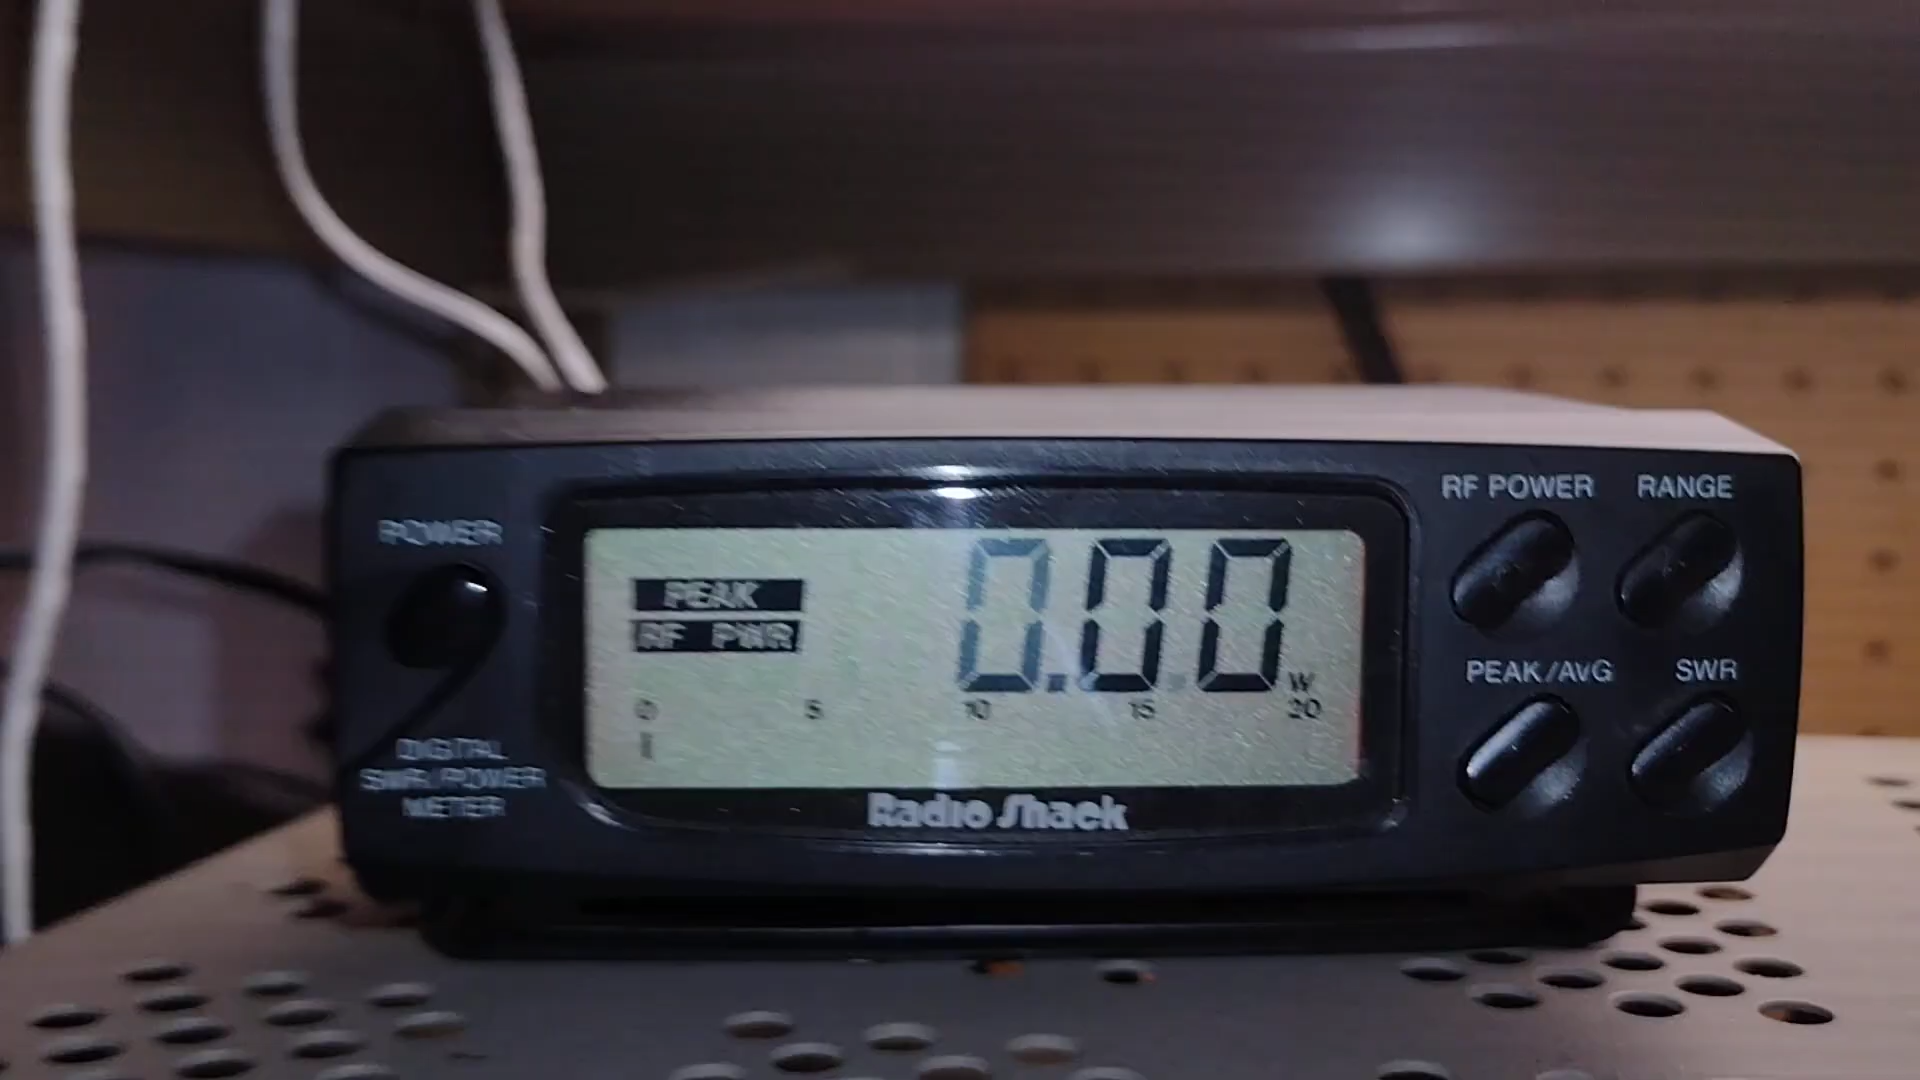 POWER
DIGITAL
SWR/POWER
METER
PEAK
RF PWR
0.00 W
0 5 10 15 20
Radio Shack
RF POWER RANGE
PEAK/AVG SWR